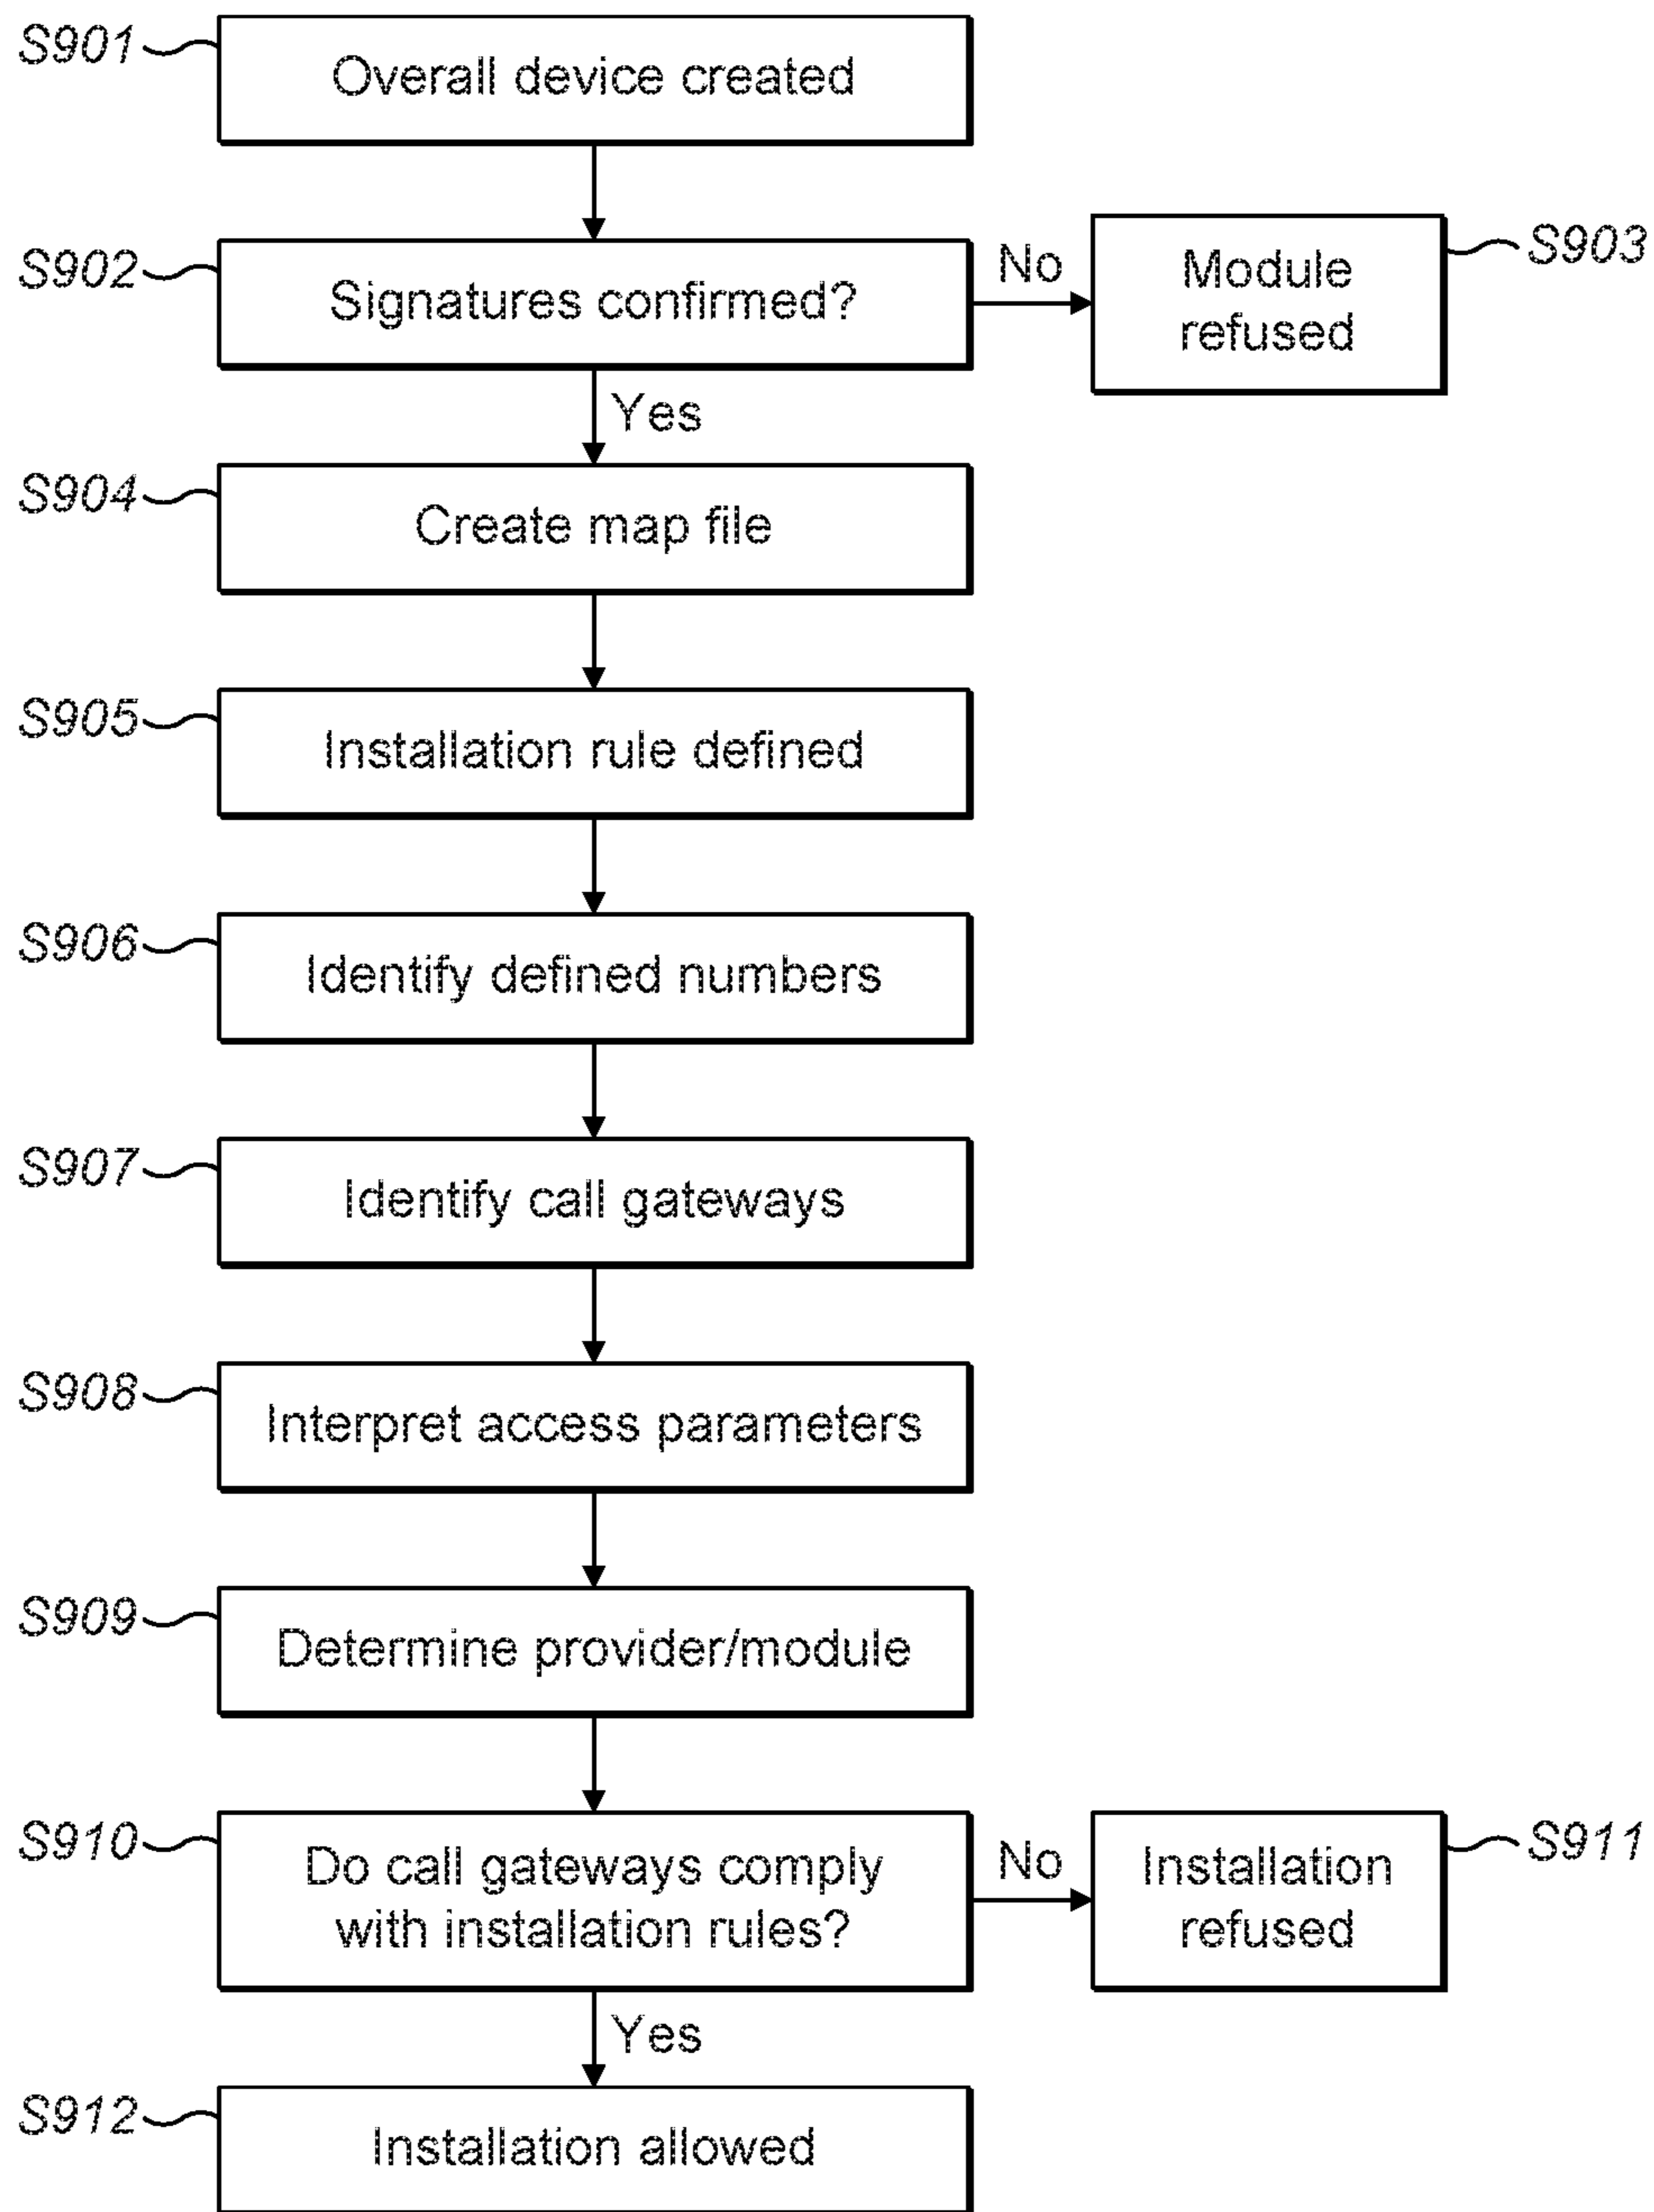 S901
Overall device created
S902
Signatures confirmed?
No
Module
refused
S903
Yes
S904
Create map file
S905
Installation rule defined
S906
Identify defined numbers
S907
Identify call gateways
S908
Interpret access parameters
S909
Determine provider/module
S910
Do call gateways comply
with installation rules?
No
Installation
refused
S911
Yes
S912
Installation allowed